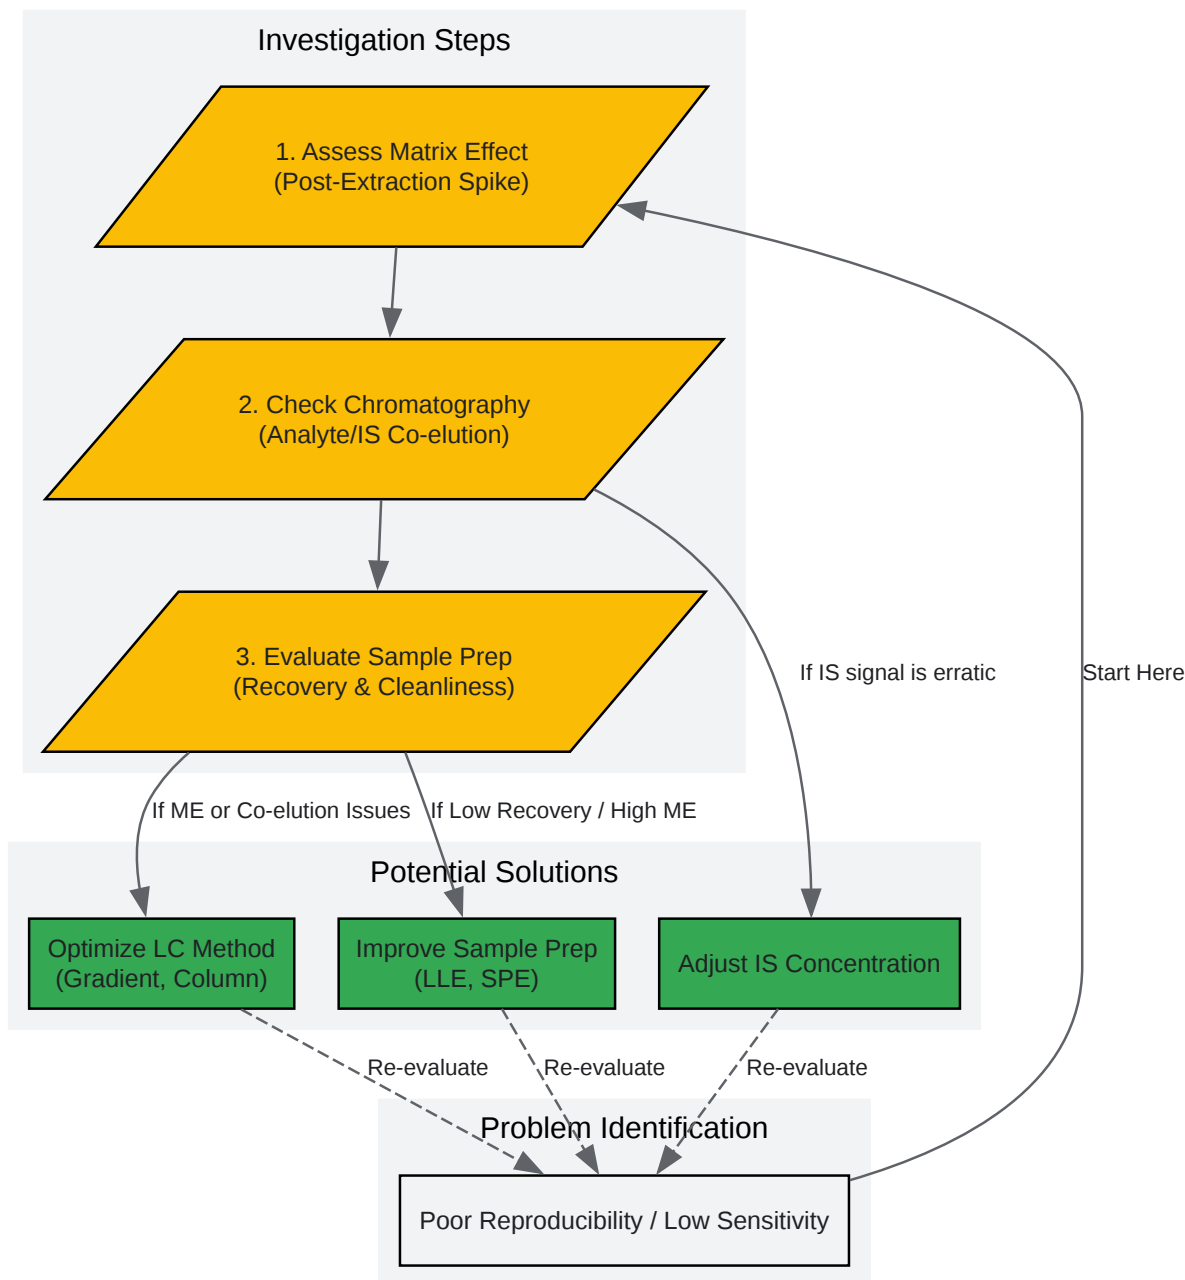 Investigation Steps
1. Assess Matrix Effect
(Post-Extraction Spike)
2. Check Chromatography
(Analyte/IS Co-elution)
3. Evaluate Sample Prep
(Recovery & Cleanliness)
If IS signal is erratic
Start Here
If ME or Co-elution Issues
If Low Recovery / High ME
Potential Solutions
Optimize LC Method
(Gradient, Column)
Improve Sample Prep
(LLE, SPE)
Adjust IS Concentration
Re-evaluate
Re-evaluate
Re-evaluate
Problem Identification
Poor Reproducibility / Low Sensitivity